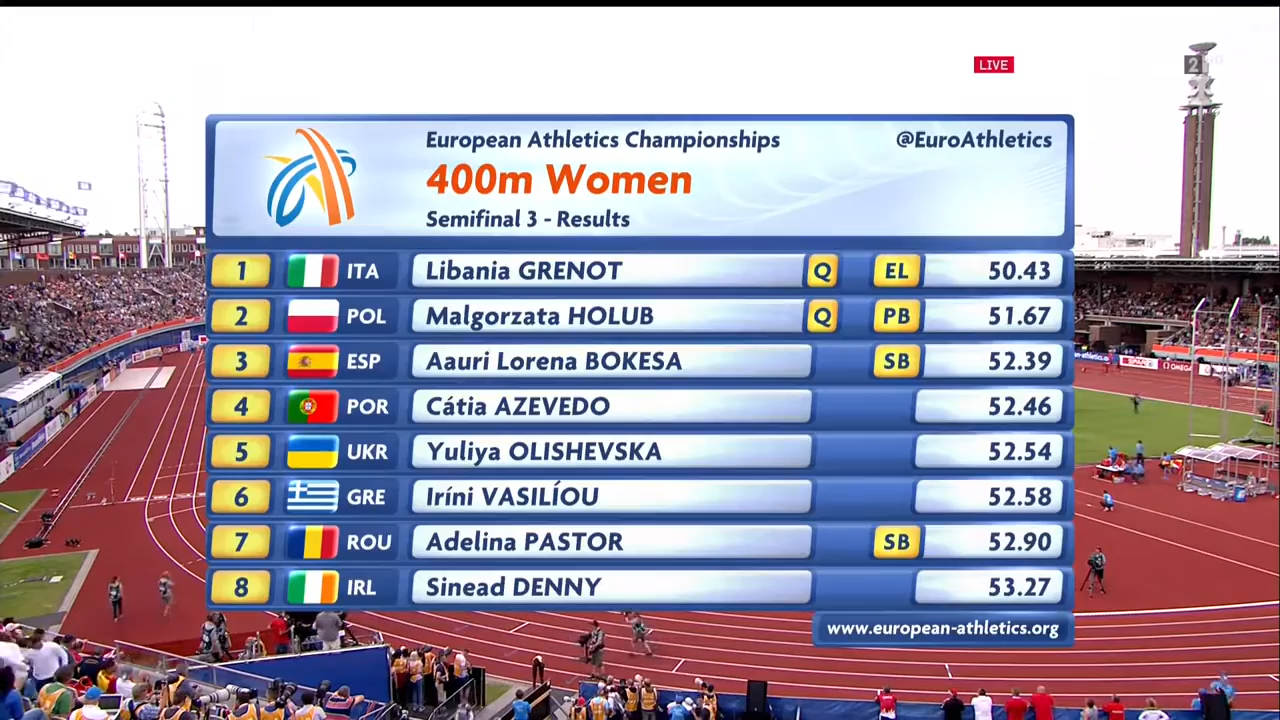 LIVE
2
European Athletics Championships @EuroAthletics
400m Women
Semifinal 3 - Results
1 ITA Libania GRENOT Q EL 50.43
2 POL Malgorzata HOLUB Q PB 51.67
3 ESP Aauri Lorena BOKESA SB 52.39
4 POR Cátia AZEVEDO 52.46
5 UKR Yuliya OLISHEVSKA 52.54
6 GRE Iríni VASILÍOU 52.58
7 ROU Adelina PASTOR SB 52.90
8 IRL Sinead DENNY 53.27
www.european-athletics.org